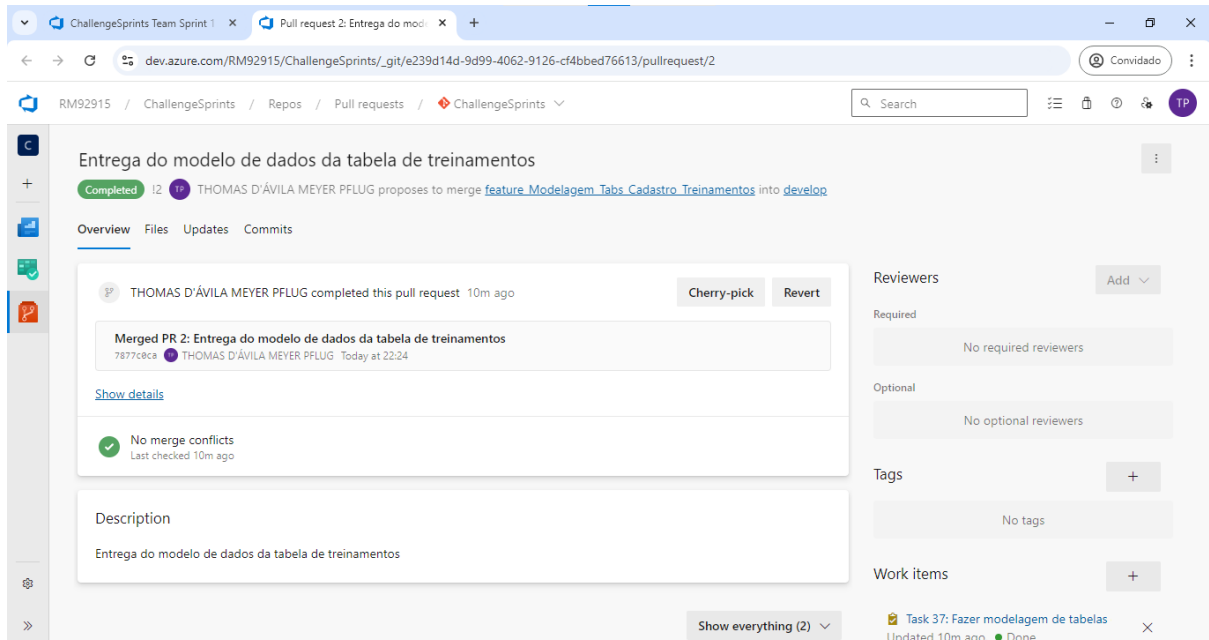 ChallengeSprints Team Sprint 1
Pull request 2: Entrega do mod
dev.azure.com/RM92915/ChallengeSprints/_git/e239d14d-9d99-4062-9126-cf4bbed76613/pullrequest/2
Convidado
RM92915 / ChallengeSprints / Repos / Pull requests / ChallengeSprints
Search
TP
C
Entrega do modelo de dados da tabela de treinamentos
Completed !2 TP THOMAS D'ÁVILA MEYER PFLUG proposes to merge feature_Modelagem_Tabs_Cadastro_Treinamentos into develop
Overview Files Updates Commits
THOMAS D'ÁVILA MEYER PFLUG completed this pull request 10m ago
Cherry-pick
Revert
Merged PR 2: Entrega do modelo de dados da tabela de treinamentos
7877c0ca TP THOMAS D'ÁVILA MEYER PFLUG Today at 22:24
Show details
No merge conflicts
Last checked 10m ago
Description
Entrega do modelo de dados da tabela de treinamentos
Show everything (2)
Reviewers
Add
Required
No required reviewers
Optional
No optional reviewers
Tags
No tags
Work items
Task 37: Fazer modelagem de tabelas
Updated 10m ago Done